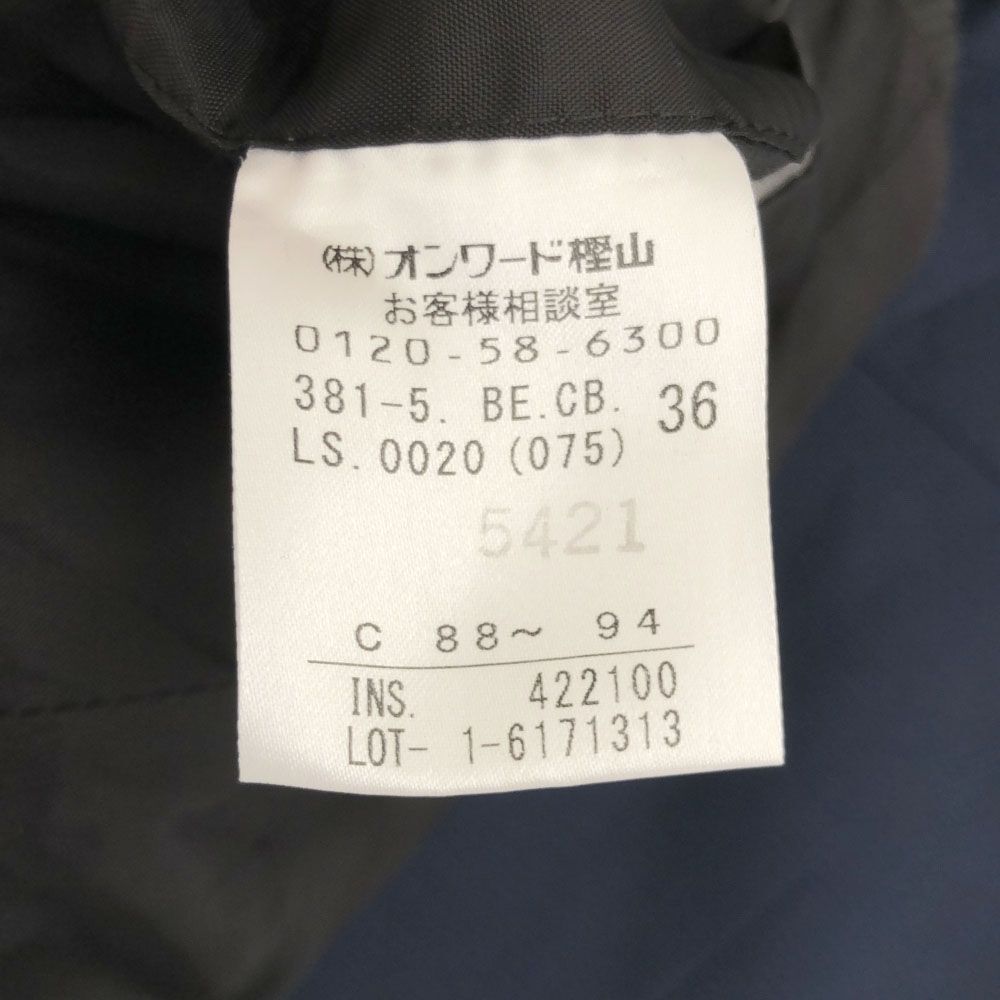 (株)オンワード樫山
お客様相談室
0120-58-6300
381-5. BE.CB. 36
LS.0020(075)
5421
C 88～ 94
INS. 422100
LOT- 1-6171313